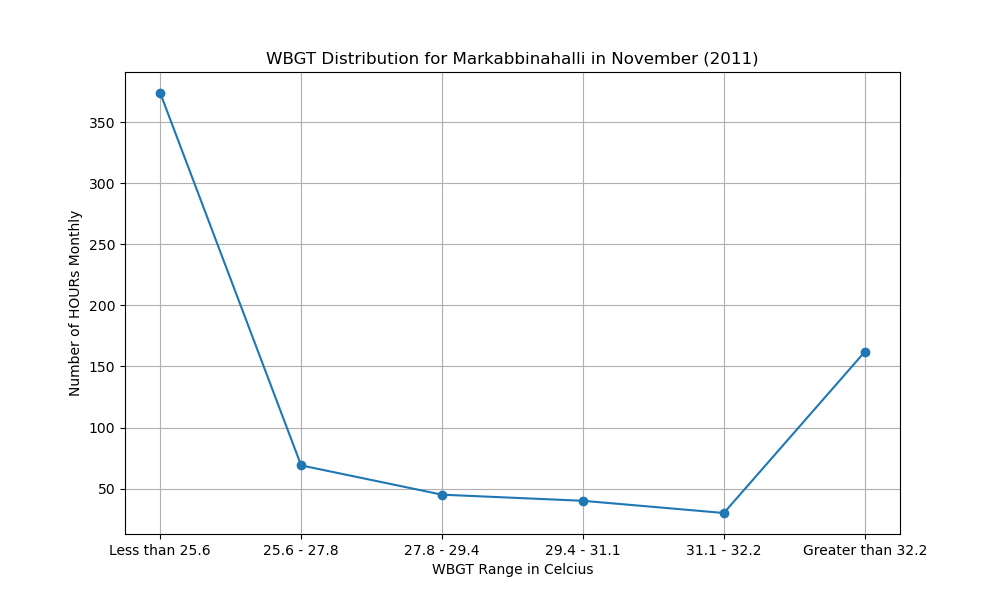 WBGT Distribution for Markabbinahalli in November (2011)
Number of HOURs Monthly
350
300
250
200
150
100
50
Less than 25.6
25.6 - 27.8
27.8 - 29.4
29.4 - 31.1
31.1 - 32.2
Greater than 32.2
WBGT Range in Celcius